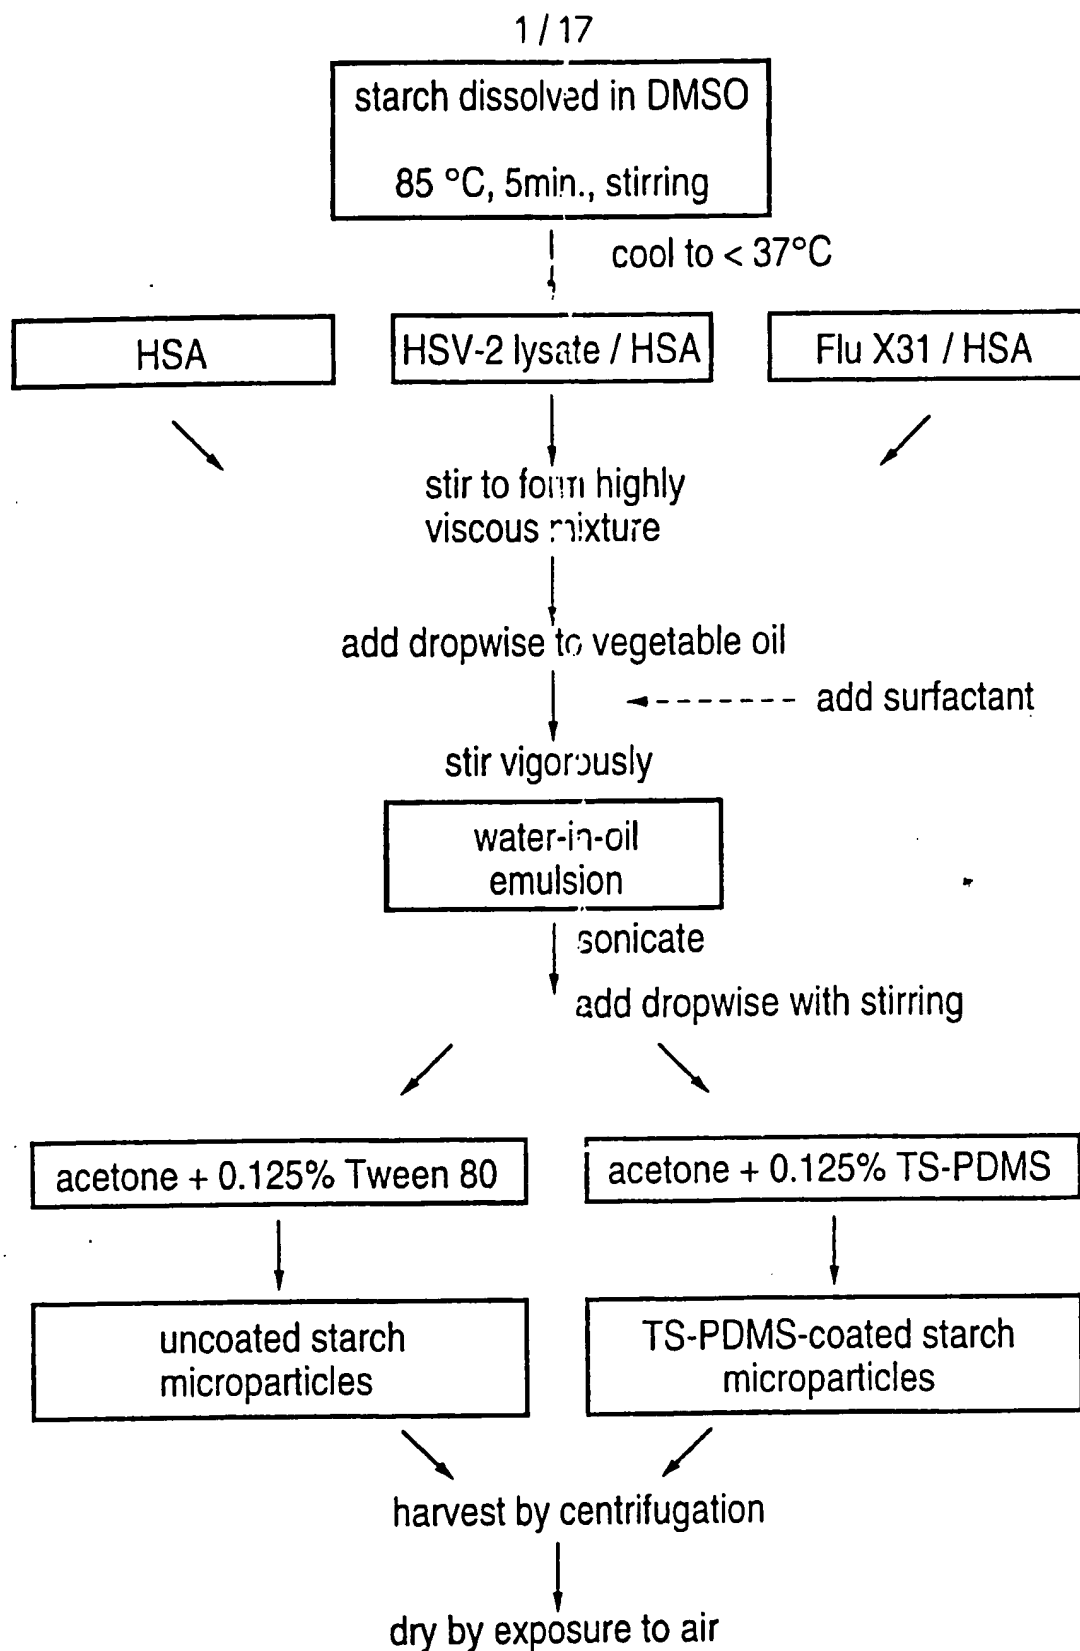 1 / 17
starch dissolved in DMSO
85 °C, 5min., stirring
cool to < 37°C
HSA
HSV-2 lysate / HSA
Flu X31 / HSA
stir to form highly
viscous mixture
add dropwise to vegetable oil
add surfactant
stir vigorously
water-in-oil
emulsion
sonicate
add dropwise with stirring
acetone + 0.125% Tween 80
acetone + 0.125% TS-PDMS
uncoated starch
microparticles
TS-PDMS-coated starch
microparticles
harvest by centrifugation
dry by exposure to air